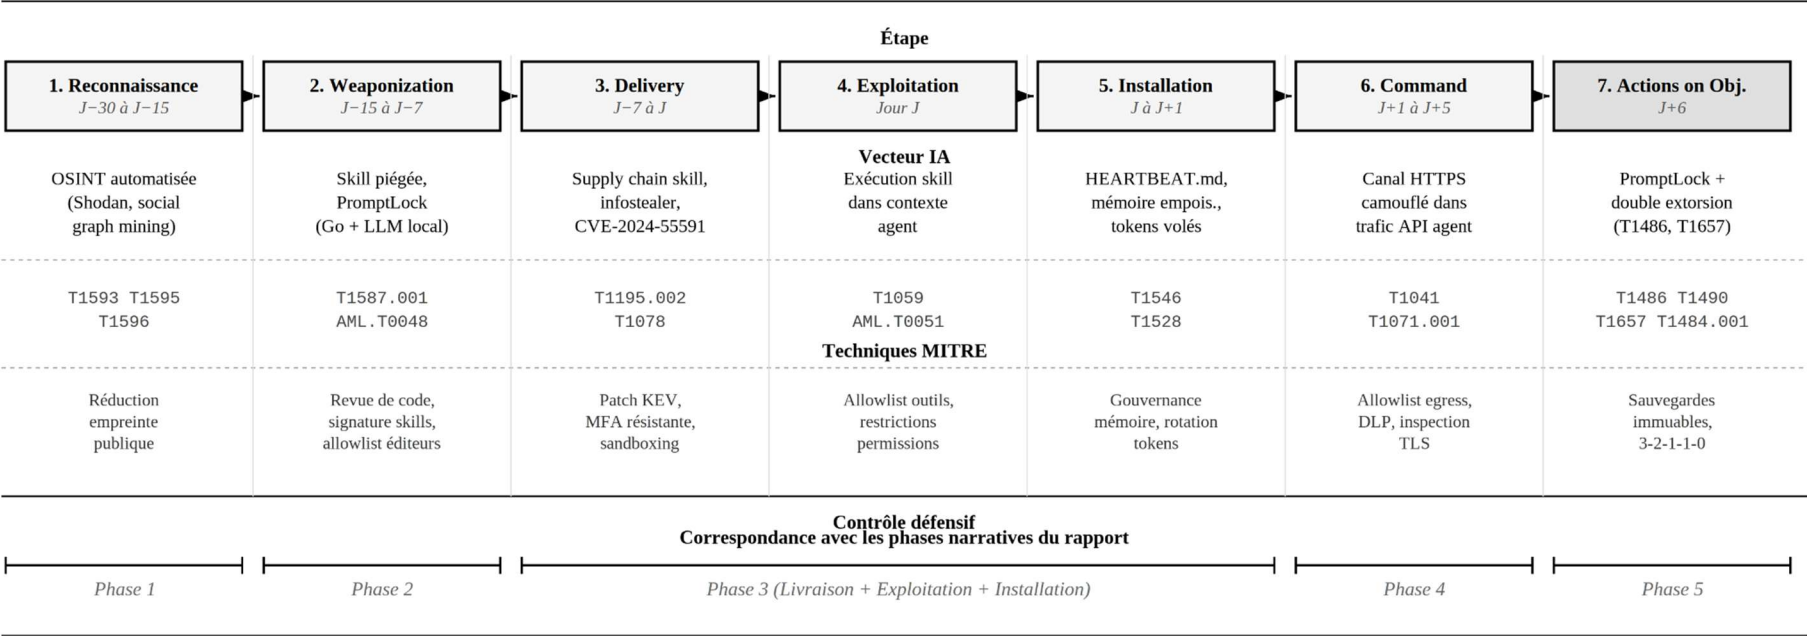 Étape
1. Reconnaissance
J−30 à J−15
2. Weaponization
J−15 à J−7
3. Delivery
J−7 à J
4. Exploitation
Jour J
5. Installation
J à J+1
6. Command
J+1 à J+5
7. Actions on Obj.
J+6
Vecteur IA
OSINT automatisée
(Shodan, social
graph mining)
Skill piégée,
PromptLock
(Go + LLM local)
Supply chain skill,
infostealer,
CVE-2024-55591
Exécution skill
dans contexte
agent
HEARTBEAT.md,
mémoire empois.,
tokens volés
Canal HTTPS
camouflé dans
trafic API agent
PromptLock +
double extorsion
(T1486, T1657)
T1593 T1595
T1596
T1587.001
AML.T0048
T1195.002
T1078
T1059
AML.T0051
T1546
T1528
T1041
T1071.001
T1486 T1490
T1657 T1484.001
Techniques MITRE
Réduction
empreinte
publique
Revue de code,
signature skills,
allowlist éditeurs
Patch KEV,
MFA résistante,
sandboxing
Allowlist outils,
restrictions
permissions
Gouvernance
mémoire, rotation
tokens
Allowlist egress,
DLP, inspection
TLS
Sauvegardes
immuables,
3-2-1-1-0
Contrôle défensif
Correspondance avec les phases narratives du rapport
Phase 1
Phase 2
Phase 3 (Livraison + Exploitation + Installation)
Phase 4
Phase 5